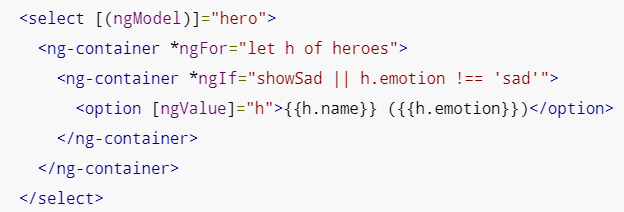 <select [(ngModel)]="hero">
<ng-container *ngFor="let h of heroes">
<ng-container *ngIf="showSad || h.emotion !== 'sad'">
<option [ngValue]="h">{{h.name}} ({{h.emotion}})</option>
</ng-container>
</ng-container>
</select>